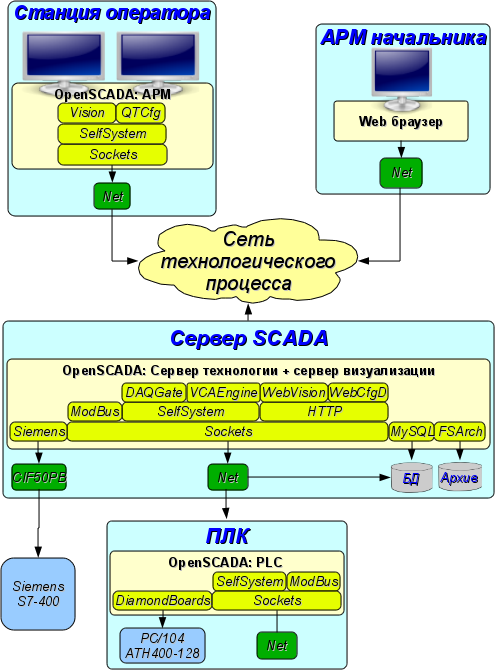 Станция оператора
OpenSCADA: АРМ
Vision
QTCfg
SelfSystem
Sockets
Net
АРМ начальника
Web браузер
Net
Сеть
технологического
процесса
Сервер SCADA
OpenSCADA: Сервер технологии + сервер визуализации
DAQGate
VCAEngine
WebVision
WebCfgD
ModBus
SelfSystem
HTTP
Siemens
Sockets
MySQL
FSArch
CIF50PB
Net
БД
Архив
Siemens
S7-400
ПЛК
OpenSCADA: PLC
SelfSystem
ModBus
DiamondBoards
Sockets
PC/104
ATH400-128
Net